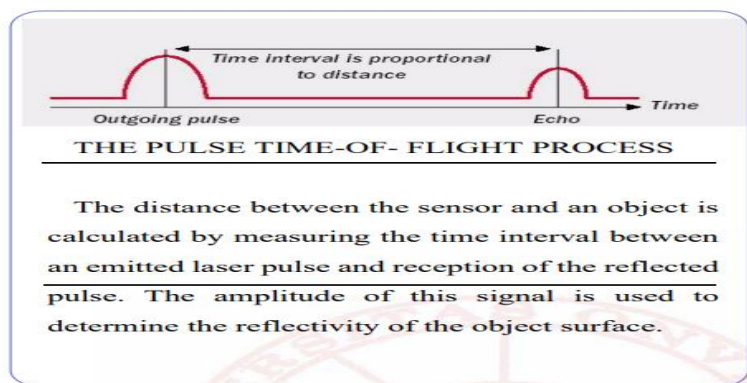 Time interval is proportional
to distance
Time
Outgoing pulse
Echo
THE PULSE TIME-OF- FLIGHT PROCESS
The distance between the sensor and an object is
calculated by measuring the time interval between
an emitted laser pulse and reception of the reflected
pulse. The amplitude of this signal is used to
determine the reflectivity of the object surface.